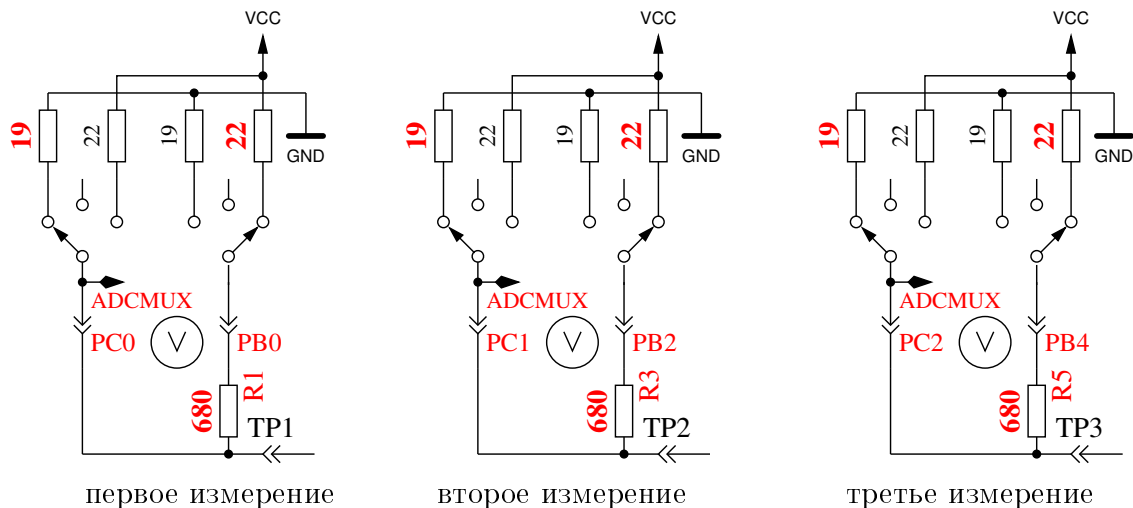 VCC
19
22
19
22
GND
ADCMUX
PC0
V
PB0
R1
680
TP1
первое измерение
VCC
19
22
19
22
GND
ADCMUX
PC1
V
PB2
R3
680
TP2
второе измерение
VCC
19
22
19
22
GND
ADCMUX
PC2
V
PB4
R5
680
TP3
третье измерение